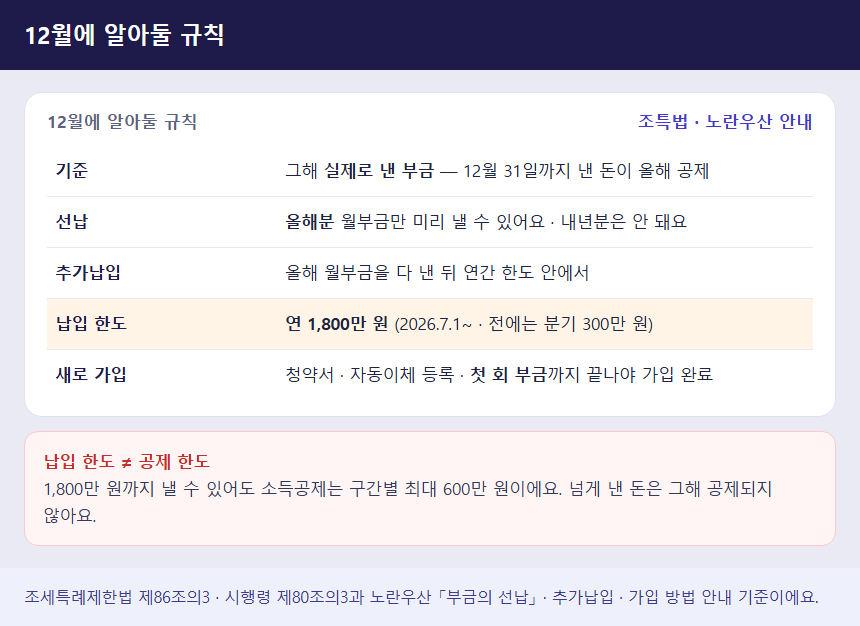 12월에 알아둘 규칙
12월에 알아둘 규칙 조특법 · 노란우산 안내
기준 그해 실제로 낸 부금 — 12월 31일까지 낸 돈이 올해 공제
선납 올해분 월부금만 미리 낼 수 있어요 · 내년분은 안 돼요
추가납입 올해 월부금을 다 낸 뒤 연간 한도 안에서
납입 한도 연 1,800만 원 (2026.7.1~ · 전에는 분기 300만 원)
새로 가입 청약서 · 자동이체 등록 · 첫 회 부금까지 끝나야 가입 완료
납입 한도 ≠ 공제 한도
1,800만 원까지 낼 수 있어도 소득공제는 구간별 최대 600만 원이에요. 넘게 낸 돈은 그해 공제되지
않아요.
조세특례제한법 제86조의3 · 시행령 제80조의3과 노란우산 「부금의 선납」 · 추가납입 · 가입 방법 안내 기준이에요.